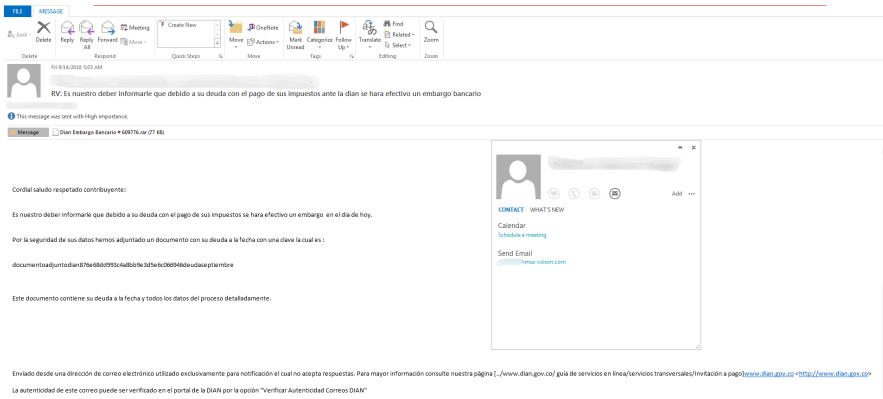 FILE MESSAGE
Junk Delete Reply Reply All Forward Meeting More Create New Move OneNote Actions Mark Unread Categorize Follow Up Translate Find Related Select Zoom
Delete Respond Quick Steps Move Tags Editing Zoom
Fri 9/14/2018 5:03 AM
RV: Es nuestro deber informarle que debido a su deuda con el pago de sus impuestos ante la dian se hara efectivo un embargo bancario
This message was sent with High importance.
Message Dian Embargo Bancario # 609776.rar (77 KB)
Cordial saludo respetado contribuyente:
Add
Es nuestro deber informarle que debido a su deuda con el pago de sus impuestos se hara efectivo un embargo en el dia de hoy.
CONTACT WHAT'S NEW
Calendar
Schedule a meeting
Por la seguridad de sus datos hemos adjuntado un documento con su deuda a la fecha con una clave la cual es :
Send Email
@msa-colson.com
documentoadjuntodian876e68dd993c4a8bb9e3d5e6c066946deudaseptiembre
Este documento contiene su deuda a la fecha y todos los datos del proceso detalladamente.
Enviado desde una dirección de correo electrónico utilizado exclusivamente para notificación el cual no acepta respuestas. Para mayor información consulte nuestra página [.../www.dian.gov.co/ guia de servicios en línea/servicios transversales/Invitación a pago]www.dian.gov.co <http://www.dian.gov.co>
La autenticidad de este correo puede ser verificado en el portal de la DIAN por la opción "Verificar Autenticidad Correos DIAN"